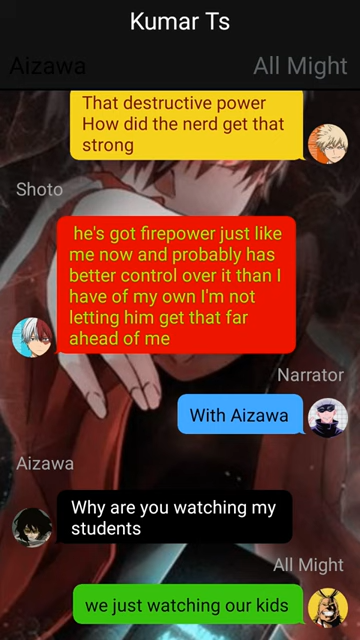 Kumar Ts
Aizawa
All Might
That destructive power
How did the nerd get that
strong
Shoto
he's got firepower just like
me now and probably has
better control over it than I
have of my own I'm not
letting him get that far
ahead of me
Narrator
With Aizawa
Aizawa
Why are you watching my
students
All Might
we just watching our kids